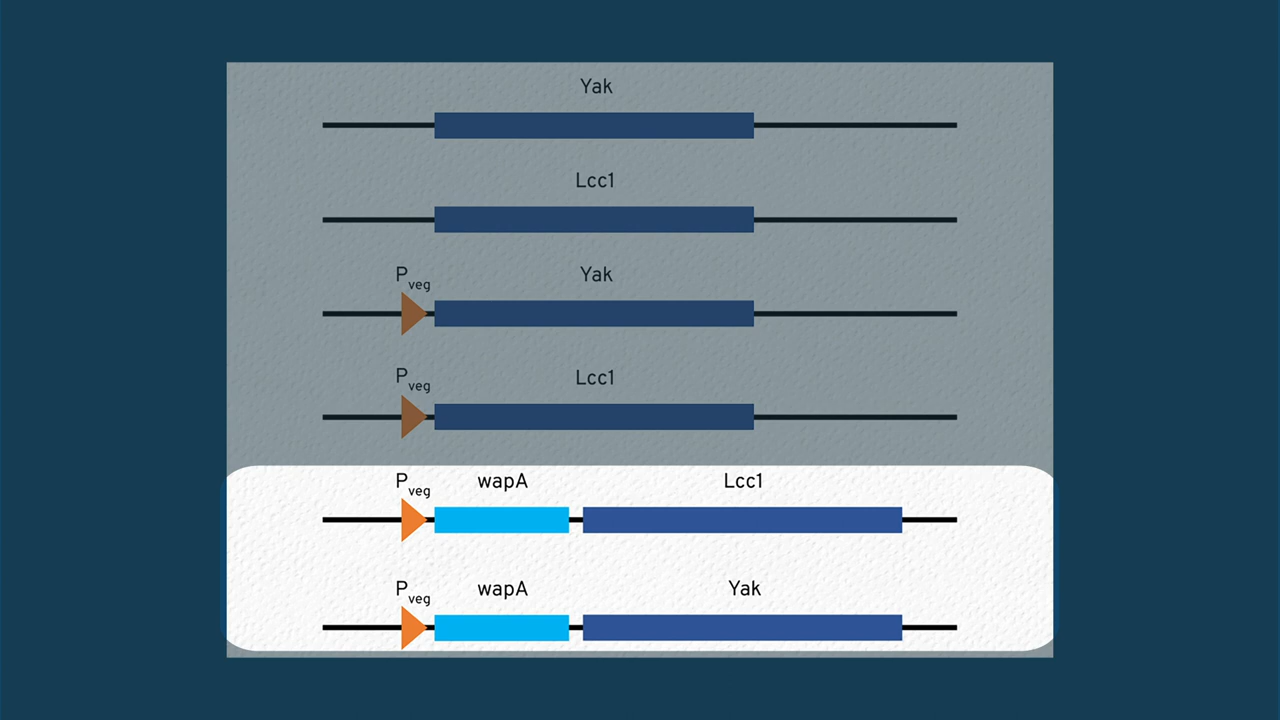 Yak
Lcc1
Pveg Yak
Pveg Lcc1
Pveg wapA Lcc1
Pveg wapA Yak